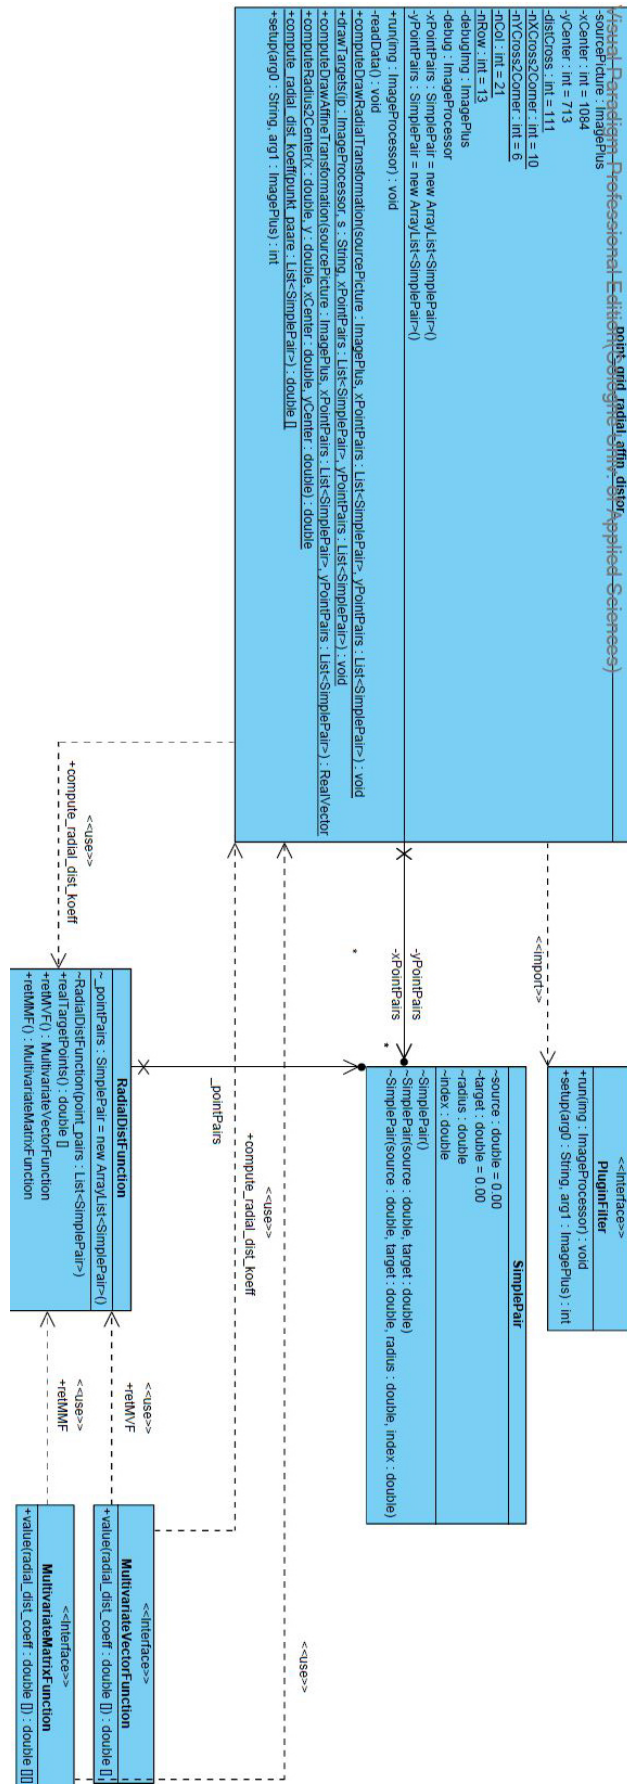 Visual Paradigm Professional Edition(Cologne Univ. of Applied Sciences)
point_grid_radial_affin_distor
-sourcePicture : ImagePlus
-xCenter : int = 1084
-yCenter : int = 713
-distCross : int = 111
-nXCross2Corner : int = 10
-nYCross2Corner : int = 6
-nCol : int = 21
-nRow : int = 13
-debugImg : ImagePlus
-debug : ImageProcessor
-xPointPairs : SimplePair = new ArrayList<SimplePair>()
-yPointPairs : SimplePair = new ArrayList<SimplePair>()
+run(img : ImageProcessor) : void
-readData() : void
+computeDrawRadialTransformation(sourcePicture : ImagePlus, xPointPairs : List<SimplePair>, yPointPairs : List<SimplePair>) : void
+drawTargets(ip : ImageProcessor, s : String, xPointPairs : List<SimplePair>, yPointPairs : List<SimplePair>) : void
+computeDrawAffineTransformation(sourcePicture : ImagePlus, xPointPairs : List<SimplePair>, yPointPairs : List<SimplePair>) : RealVector
+computeRadius2Center(x : double, y : double, xCenter : double, yCenter : double) : double
+compute_radial_dist_koeff(punkt_paare : List<SimplePair>) : double []
+setup(arg0 : String, arg1 : ImagePlus) : int
<<import>>
<<Interface>>
PluginFilter
+run(img : ImageProcessor) : void
+setup(arg0 : String, arg1 : ImagePlus) : int
-yPointPairs
-xPointPairs
*
*
SimplePair
~source : double = 0.00
~target : double = 0.00
~radius : double
~index : double
~SimplePair()
~SimplePair(source : double, target : double)
~SimplePair(source : double, target : double, radius : double, index : double)
<<use>>
+compute_radial_dist_koeff
<<use>>
+compute_radial_dist_koeff
<<use>>
_pointPairs
RadialDistFunction
~_pointPairs : SimplePair = new ArrayList<SimplePair>()
~RadialDistFunction(point_pairs : List<SimplePair>)
+realTargetPoints() : double []
+retMVF() : MultivariateVectorFunction
+retMMF() : MultivariateMatrixFunction
<<use>>
+retMVF
<<use>>
+retMMF
<<Interface>>
MultivariateVectorFunction
+value(radial_dist_coeff : double []) : double []
<<Interface>>
MultivariateMatrixFunction
+value(radial_dist_coeff : double []) : double [][]